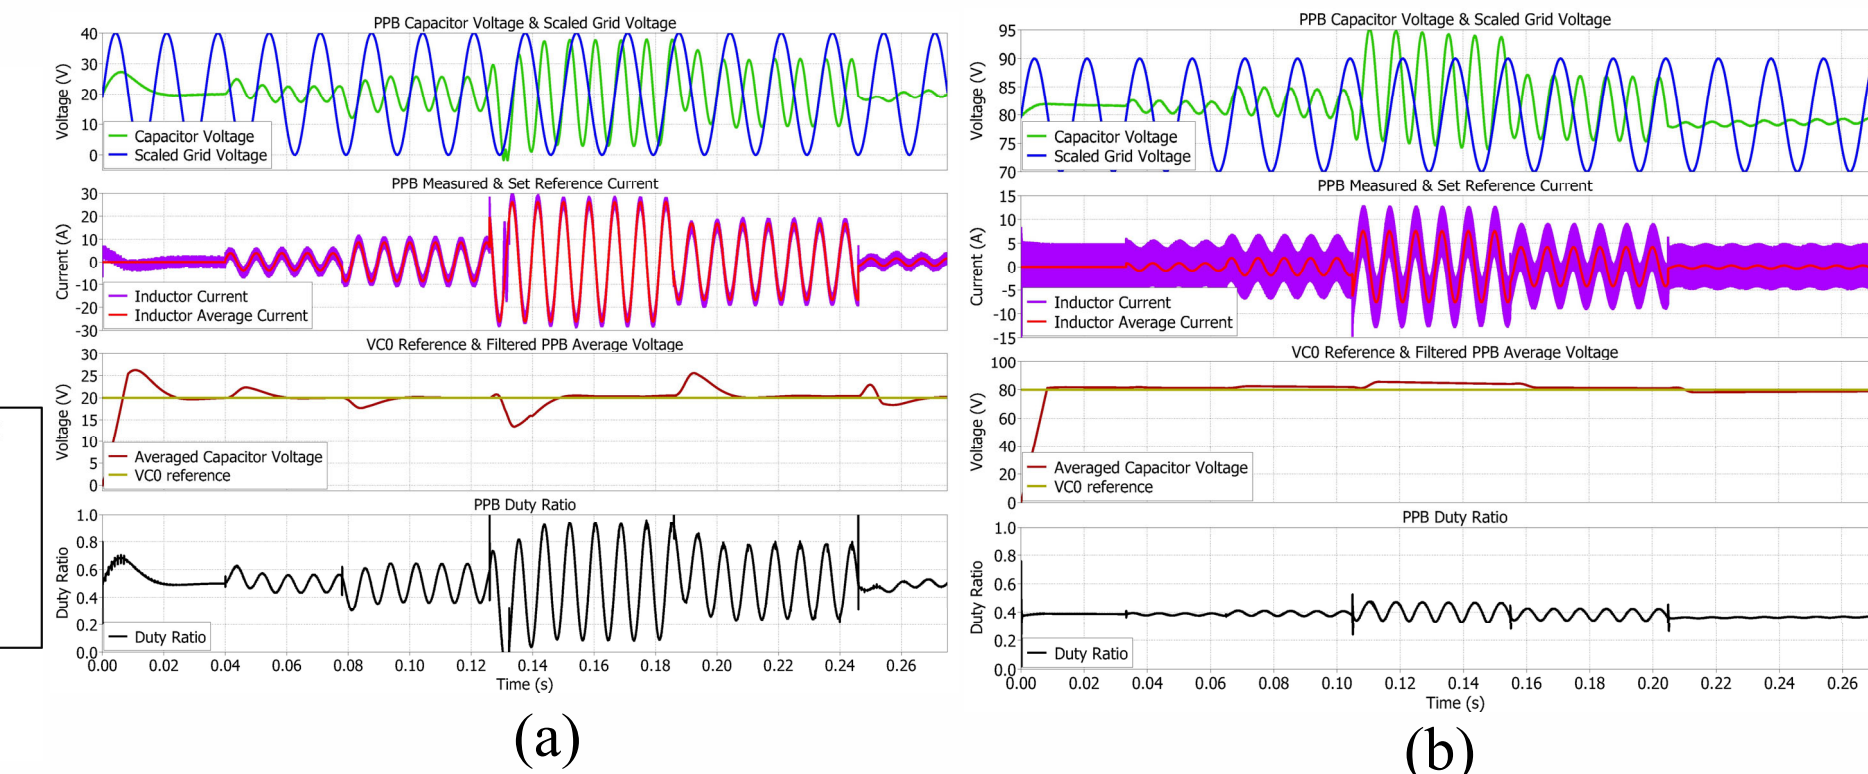 PPB Capacitor Voltage & Scaled Grid Voltage
Voltage (V)
40
30
20
10
0
Capacitor Voltage
Scaled Grid Voltage
PPB Measured & Set Reference Current
Current (A)
30
20
10
0
-10
-20
-30
Inductor Current
Inductor Average Current
VC0 Reference & Filtered PPB Average Voltage
Voltage (V)
30
25
20
15
10
5
0
Averaged Capacitor Voltage
VC0 reference
PPB Duty Ratio
Duty Ratio
1.0
0.8
0.6
0.4
0.2
0.0
Duty Ratio
0.00 0.02 0.04 0.06 0.08 0.10 0.12 0.14 0.16 0.18 0.20 0.22 0.24 0.26
Time (s)
(a)
PPB Capacitor Voltage & Scaled Grid Voltage
Voltage (V)
95
90
85
80
75
70
Capacitor Voltage
Scaled Grid Voltage
PPB Measured & Set Reference Current
Current (A)
15
10
5
0
-5
-10
-15
Inductor Current
Inductor Average Current
VC0 Reference & Filtered PPB Average Voltage
Voltage (V)
100
80
60
40
20
0
Averaged Capacitor Voltage
VC0 reference
PPB Duty Ratio
Duty Ratio
1.0
0.8
0.6
0.4
0.2
0.0
Duty Ratio
0.00 0.02 0.04 0.06 0.08 0.10 0.12 0.14 0.16 0.18 0.20 0.22 0.24 0.26
Time (s)
(b)